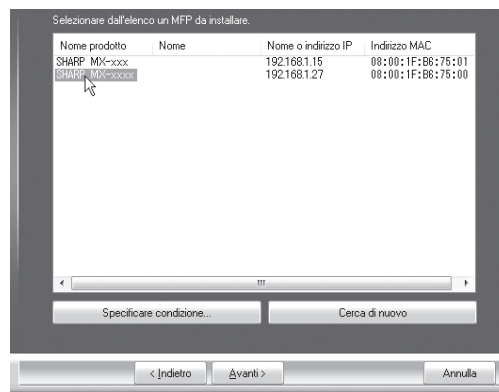 Selezionare dall'elenco un MFP da installare.
Nome prodotto Nome Nome o indirizzo IP Indirizzo MAC
SHARP MX-xxx 192.168.1.15 08:00:1F:B6:75:01
SHARP MX-xxxx 192.168.1.27 08:00:1F:B6:75:00
Specificare condizione... Cerca di nuovo
< Indietro Avanti > Annulla